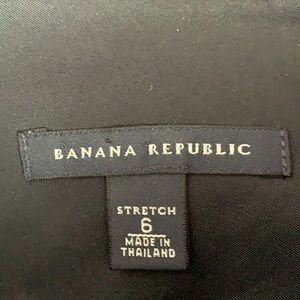 BANANA REPUBLIC
STRETCH
6
MADE IN
THAILAND